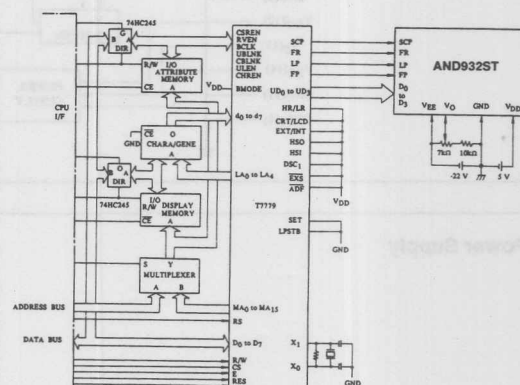 74HC245
G
B A
DIR
R/W I/O
ATTRIBUTE
MEMORY
CE A
CPU
I/F
VDD
CE O
GND CHARA/GENE
A
B G A
DIR
74HC245
I/O
R/W DISPLAY
MEMORY
CE A
S Y
MULTIPLEXER
A B
ADDRESS BUS
DATA BUS
CSREN
RVEN
BCLK
UBLNK
CBLNK
ULEN
CHREN
RMODE
d0 to d7
LA0 to LA4
T7779
MA0 to MA15
RS
D0 to D7
R/W
CS
E
RES
SCP
FR
LP
FP
UD0 to UD3
HR/LR
CRT/LCD
EXT/INT
HSO
HSI
DSC1
EXS
ADF
VDD
SET
LPSTB
GND
X1
X0
GND
SCP
FR
LP
FP
D0
to
D3
AND932ST
VEE VO GND VDD
7kΩ 10kΩ
-22 V 5 V
Power Supply